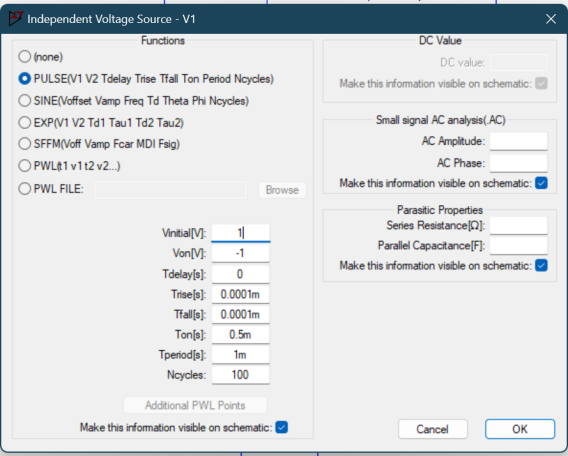 Independent Voltage Source - V1
Functions
(none)
PULSE(V1 V2 Tdelay Trise Tfall Ton Period Ncycles)
SINE(Voffset Vamp Freq Td Theta Phi Ncycles)
EXP(V1 V2 Td1 Tau1 Td2 Tau2)
SFFM(Voff Vamp Fcar MDI Fsig)
PWL(t1 v1 t2 v2...)
PWL FILE:
Browse
Vinitial[V]: 1
Von[V]: -1
Tdelay[s]: 0
Trise[s]: 0.0001m
Tfall[s]: 0.0001m
Ton[s]: 0.5m
Tperiod[s]: 1m
Ncycles: 100
Additional PWL Points
Make this information visible on schematic:
DC Value
DC value:
Make this information visible on schematic:
Small signal AC analysis(.AC)
AC Amplitude:
AC Phase:
Make this information visible on schematic:
Parasitic Properties
Series Resistance[Ω]:
Parallel Capacitance[F]:
Make this information visible on schematic:
Cancel
OK